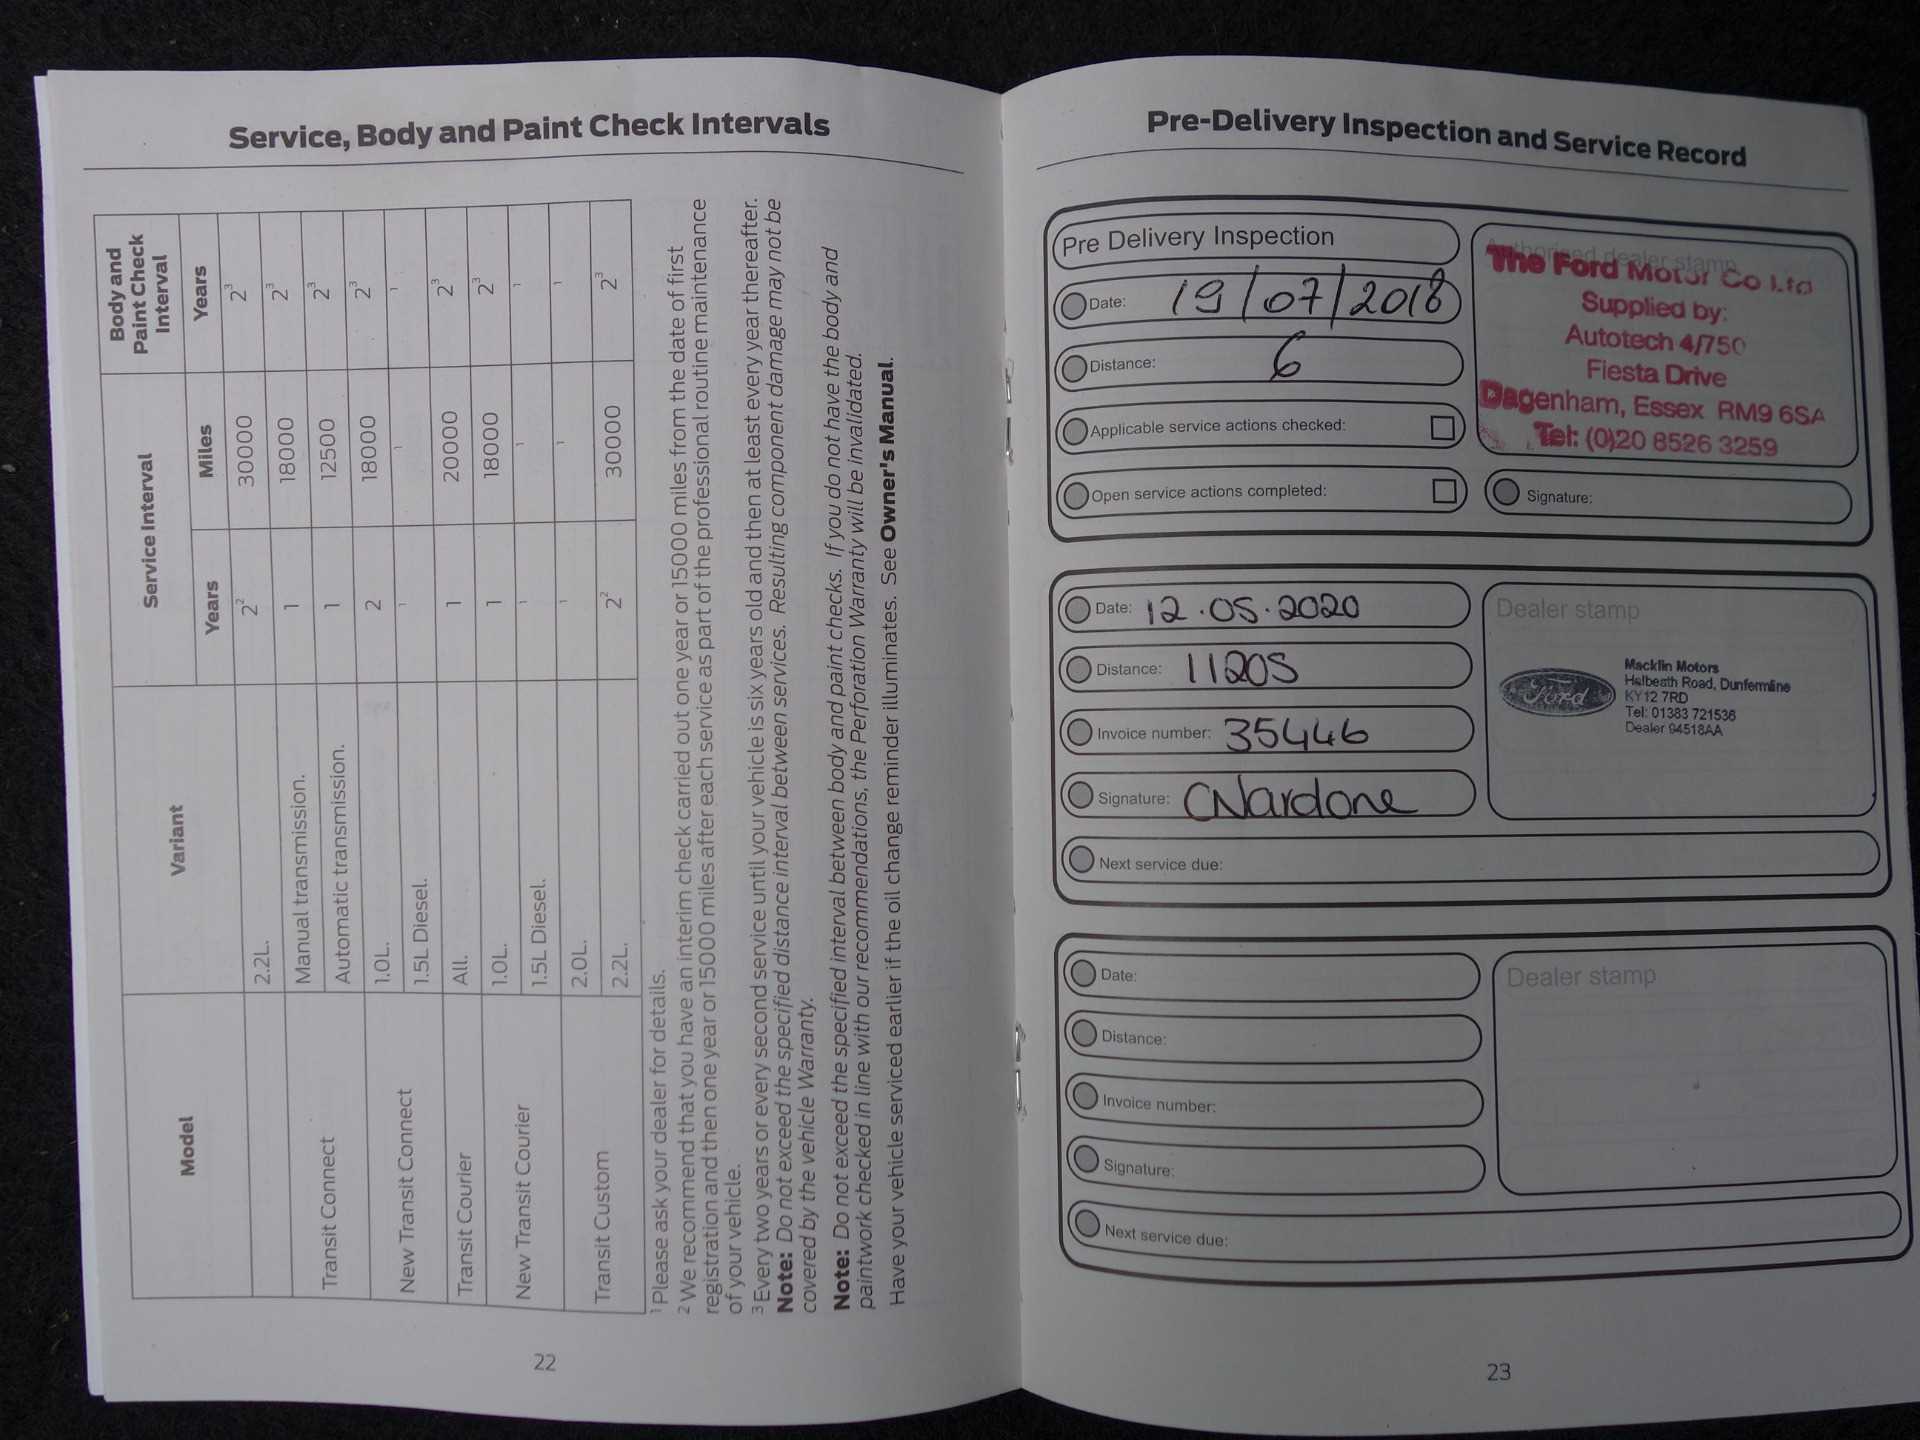 Service, Body and Paint Check Intervals
Model Variant Service Interval Body and Paint Check Interval
Years Miles Years
2.2L. 2² 30000 2³
Transit Connect Manual transmission. 1 18000 2³
Automatic transmission. 1 12500 2³
New Transit Connect 1.0L. 2 18000 2³
1.5L Diesel. 1 1 1
Transit Courier All. 1 20000 2³
New Transit Courier 1.0L. 1 18000 2³
1.5L Diesel. 1 1 1
Transit Custom 2.0L. 1 1 1
2.2L. 2² 30000 2³
1 Please ask your dealer for details.
2 We recommend that you have an interim check carried out one year or 15000 miles from the date of first
registration and then one year or 15000 miles after each service as part of the professional routine maintenance
of your vehicle.
3 Every two years or every second service until your vehicle is six years old and then at least every year thereafter.
Note: Do not exceed the specified distance interval between services. Resulting component damage may not be
covered by the vehicle Warranty.
Note: Do not exceed the specified interval between body and paint checks. If you do not have the body and
paintwork checked in line with our recommendations, the Perforation Warranty will be invalidated.
Have your vehicle serviced earlier if the oil change reminder illuminates. See Owner's Manual.
22
Pre-Delivery Inspection and Service Record
Pre Delivery Inspection
Date: 19/07/2018
Distance: 6
Applicable service actions checked:
Open service actions completed:
Authorised dealer stamp
The Ford Motor Co Ltd
Supplied by:
Autotech 4/750
Fiesta Drive
Dagenham, Essex RM9 6SA
Tel: (0)20 8526 3259
Signature:
Date: 12.05.2020
Distance: 11205
Invoice number: 35446
Signature: CNardone
Next service due:
Dealer stamp
Ford
Macklin Motors
Halbeath Road, Dunfermline
KY12 7RD
Tel: 01383 721536
Dealer 94518AA
Date:
Distance:
Invoice number:
Signature:
Next service due:
Dealer stamp
23